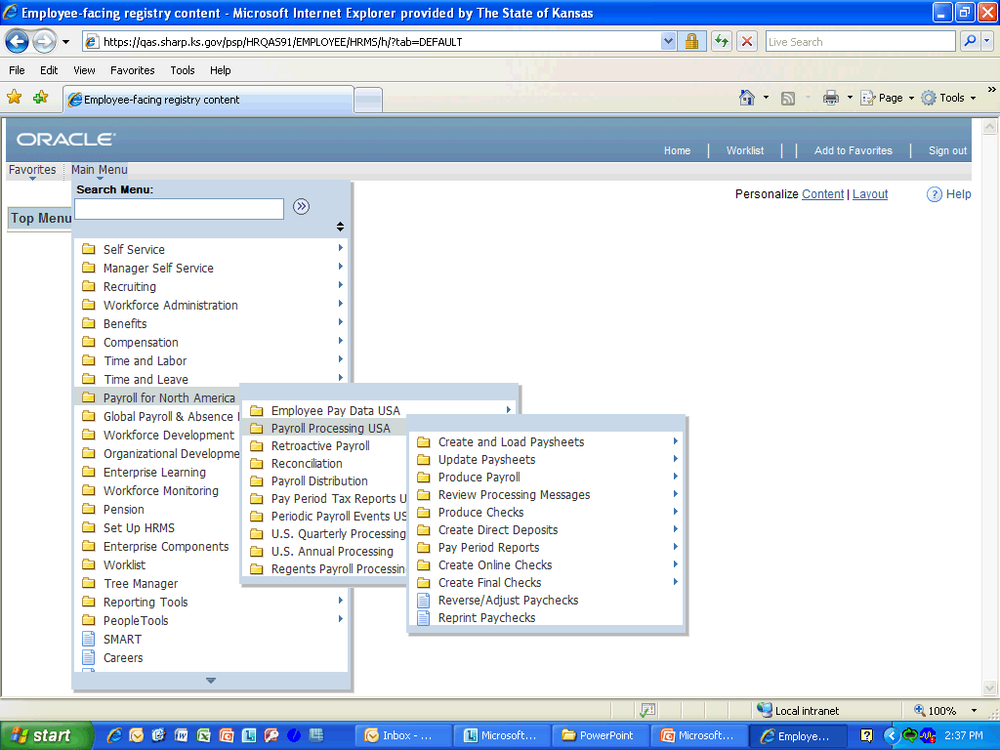 Employee-facing registry content - Microsoft Internet Explorer provided by The State of Kansas
https://qas.sharp.ks.gov/psp/HRQAS91/EMPLOYEE/HRMS/h/?tab=DEFAULT
Live Search
File Edit View Favorites Tools Help
Employee-facing registry content
Page Tools
ORACLE
Home Worklist Add to Favorites Sign out
Favorites Main Menu
Personalize Content | Layout
Help
Top Menu
Search Menu:
Self Service
Manager Self Service
Recruiting
Workforce Administration
Benefits
Compensation
Time and Labor
Time and Leave
Payroll for North America
Global Payroll & Absence
Workforce Development
Organizational Developme
Enterprise Learning
Workforce Monitoring
Pension
Set Up HRMS
Enterprise Components
Worklist
Tree Manager
Reporting Tools
PeopleTools
SMART
Careers
Employee Pay Data USA
Payroll Processing USA
Retroactive Payroll
Reconciliation
Payroll Distribution
Pay Period Tax Reports U
Periodic Payroll Events US
U.S. Quarterly Processing
U.S. Annual Processing
Regents Payroll Processin
Create and Load Paysheets
Update Paysheets
Produce Payroll
Review Processing Messages
Produce Checks
Create Direct Deposits
Pay Period Reports
Create Online Checks
Create Final Checks
Reverse/Adjust Paychecks
Reprint Paychecks
Local intranet
100%
start
Inbox - ...
Microsoft...
PowerPoint
Microsoft...
Employe...
2:37 PM